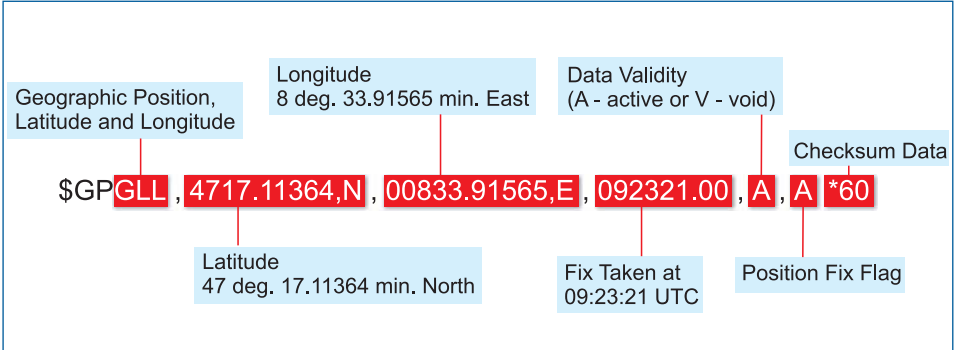 Geographic Position,
Latitude and Longitude
Longitude
8 deg. 33.91565 min. East
Data Validity
(A - active or V - void)
Checksum Data
$GPGLL,4717.11364,N,00833.91565,E,092321.00,A,A*60
Latitude
47 deg. 17.11364 min. North
Fix Taken at
09:23:21 UTC
Position Fix Flag